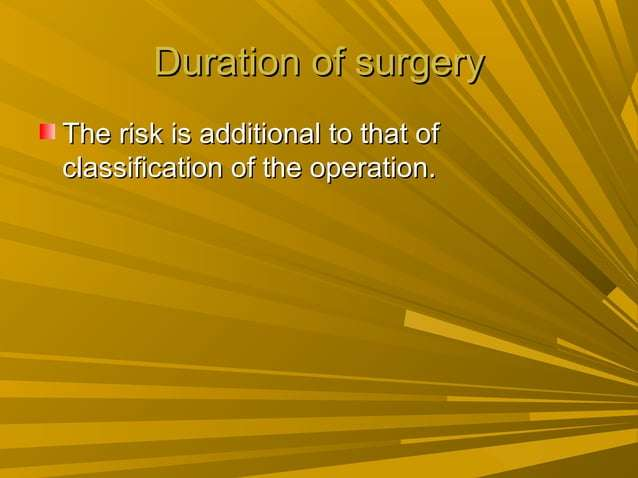 Duration of surgery
The risk is additional to that of
classification of the operation.